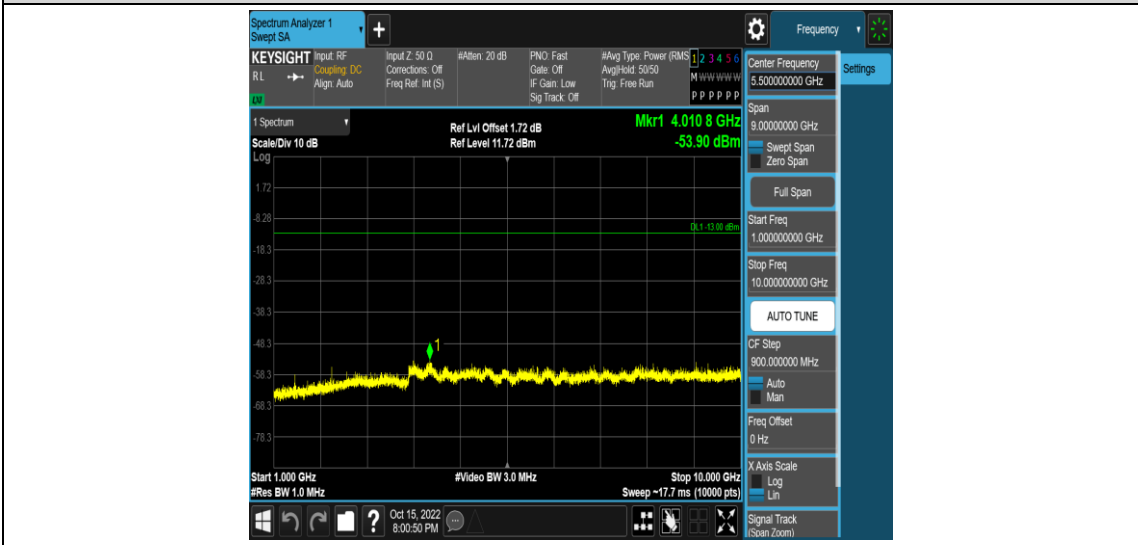 Spectrum Analyzer 1
Swept SA
+
Frequency
KEYSIGHT
RL
LXI
Input: RF
Coupling: DC
Align: Auto
Input Z: 50 Ω
Corrections: Off
Freq Ref: Int (S)
#Atten: 20 dB
PNO: Fast
Gate: Off
IF Gain: Low
Sig Track: Off
#Avg Type: Power (RMS
Avg|Hold: 50/50
Trig: Free Run
1 2 3 4 5 6
M W W W W W
P P P P P P
1 Spectrum
Scale/Div 10 dB
Log
Ref Lvl Offset 1.72 dB
Ref Level 11.72 dBm
Mkr1 4.010 8 GHz
-53.90 dBm
1.72
-8.28
DL1 -13.00 dBm
-18.3
-28.3
-38.3
-48.3
1
-58.3
-68.3
-78.3
Start 1.000 GHz
#Res BW 1.0 MHz
#Video BW 3.0 MHz
Stop 10.000 GHz
Sweep ~17.7 ms (10000 pts)
?
Oct 15, 2022
8:00:50 PM
Center Frequency
5.500000000 GHz
Settings
Span
9.00000000 GHz
Swept Span
Zero Span
Full Span
Start Freq
1.000000000 GHz
Stop Freq
10.000000000 GHz
AUTO TUNE
CF Step
900.000000 MHz
Auto
Man
Freq Offset
0 Hz
X Axis Scale
Log
Lin
Signal Track
(Span Zoom)